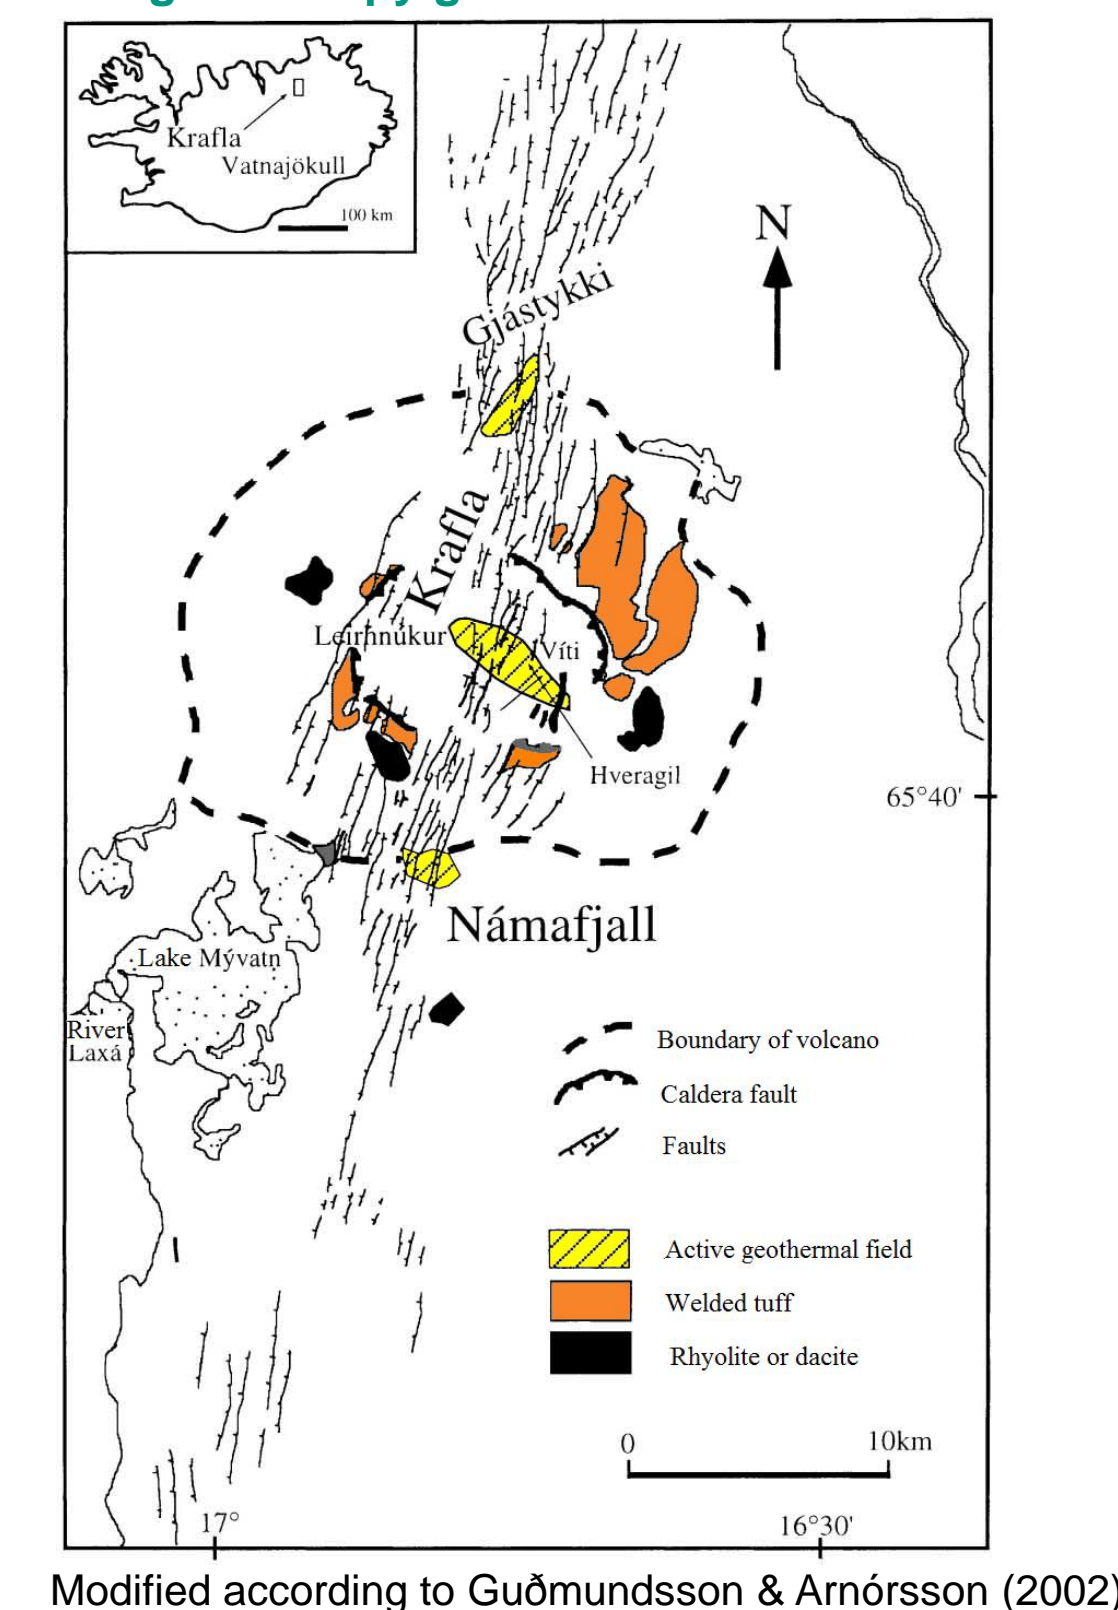 Krafla
Vatnajökull
100 km
N
Gjástykki
Krafla
Leirhnúkur
Víti
Hveragil
65°40'
Námafjall
Lake Mývatn
River
Laxá
Boundary of volcano
Caldera fault
Faults
Active geothermal field
Welded tuff
Rhyolite or dacite
0
10km
17°
16°30'
Modified according to Guðmundsson & Arnórsson (2002)